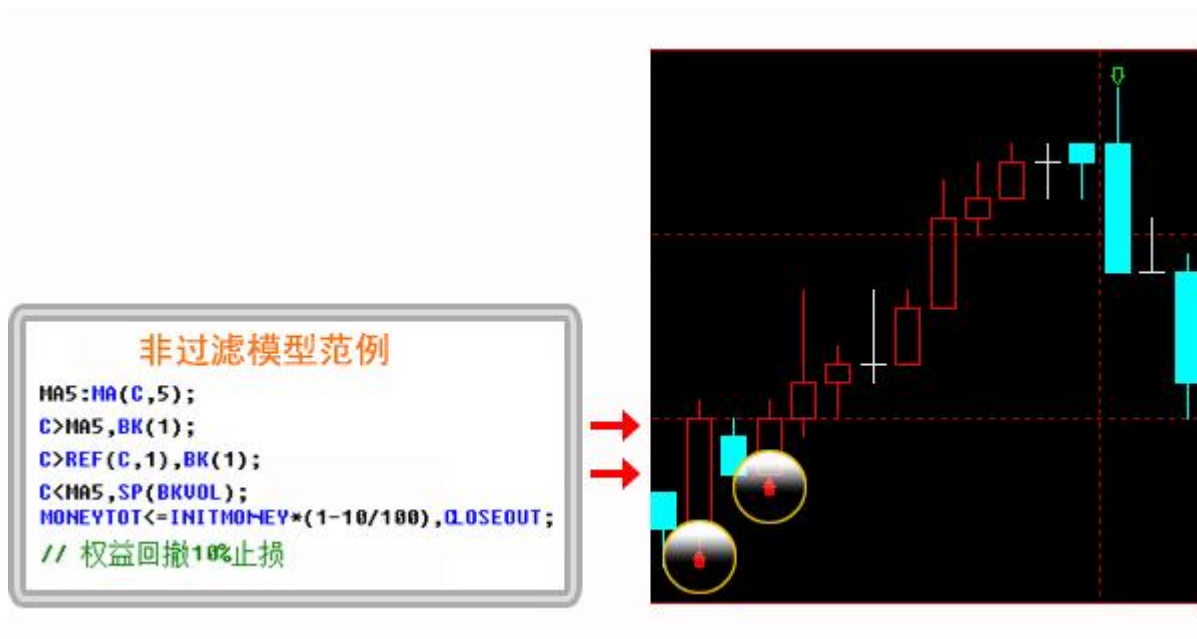 非过滤模型范例
MA5:MA(C,5);
C>MA5,BK(1);
C>REF(C,1),BK(1);
C<MA5,SP(BKVOL);
MONEYTOT<=INITMONEY*(1-10/100),CLOSEOUT;
// 权益回撤10%止损